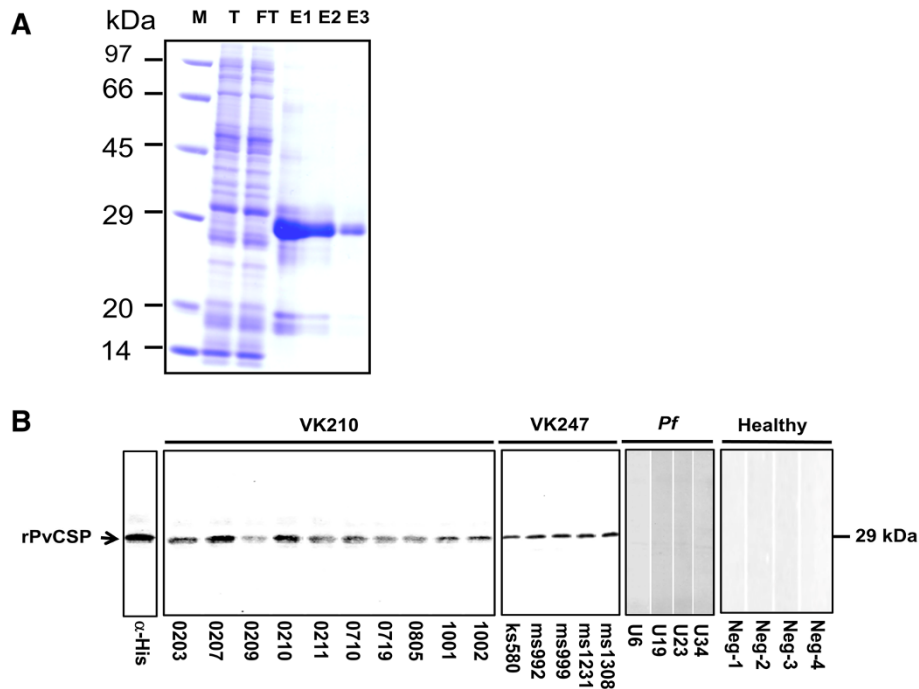 A
kDa M T FT E1 E2 E3
97
66
45
29
20
14
B
VK210 VK247 Pf Healthy
rPvCSP
29 kDa
α-His 0203 0207 0209 0210 0211 0710 0719 0805 1001 1002 ks580 ms992 ms999 ms1231 ms1308 U6 U19 U23 U34 Neg-1 Neg-2 Neg-3 Neg-4